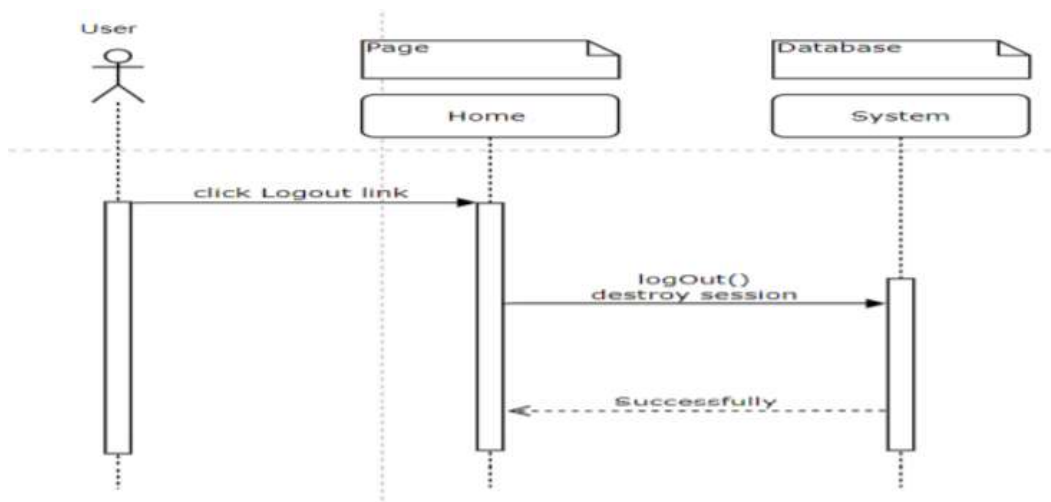 User
Page
Database
Home
System
click Logout link
logOut()
destroy session
Successfully